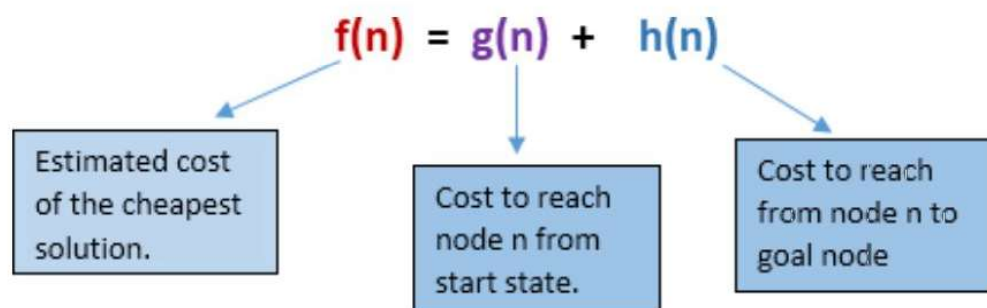 f(n) = g(n) + h(n)
Estimated cost
of the cheapest
solution.
Cost to reach
node n from
start state.
Cost to reach
from node n to
goal node